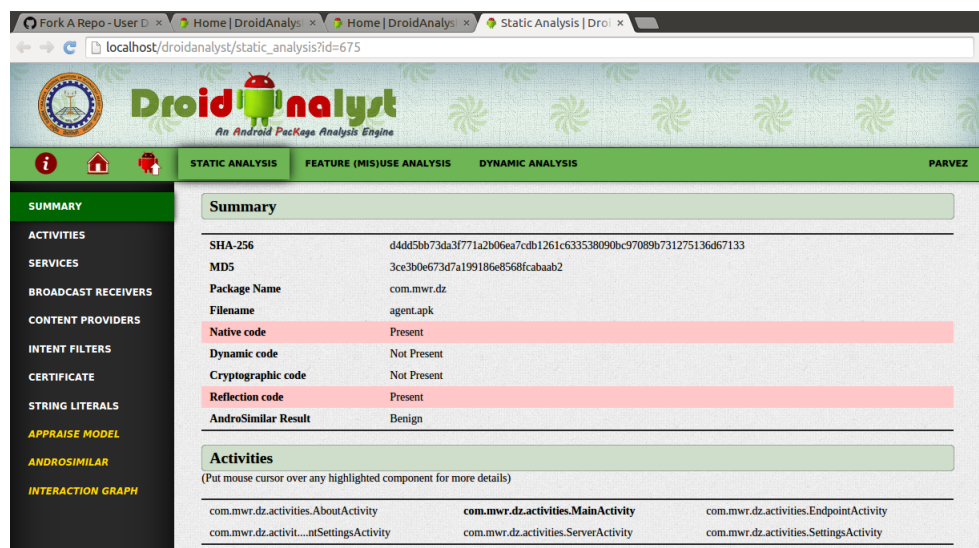 Fork A Repo - User D
Home | DroidAnalys
Home | DroidAnalys
Static Analysis | Droi
localhost/droidanalyst/static_analysis?id=675
Droid nalyst
An Android PacKage Analysis Engine
STATIC ANALYSIS FEATURE (MIS)USE ANALYSIS DYNAMIC ANALYSIS PARVEZ
SUMMARY
ACTIVITIES
SERVICES
BROADCAST RECEIVERS
CONTENT PROVIDERS
INTENT FILTERS
CERTIFICATE
STRING LITERALS
APPRAISE MODEL
ANDROSIMILAR
INTERACTION GRAPH
Summary
SHA-256 d4dd5bb73da3f771a2b06ea7cdb1261c633538090bc97089b731275136d67133
MD5 3ce3b0e673d7a199186e8568fcabaab2
Package Name com.mwr.dz
Filename agent.apk
Native code Present
Dynamic code Not Present
Cryptographic code Not Present
Reflection code Present
AndroSimilar Result Benign
Activities
(Put mouse cursor over any highlighted component for more details)
com.mwr.dz.activities.AboutActivity com.mwr.dz.activities.MainActivity com.mwr.dz.activities.EndpointActivity
com.mwr.dz.activit....ntSettingsActivity com.mwr.dz.activities.ServerActivity com.mwr.dz.activities.SettingsActivity